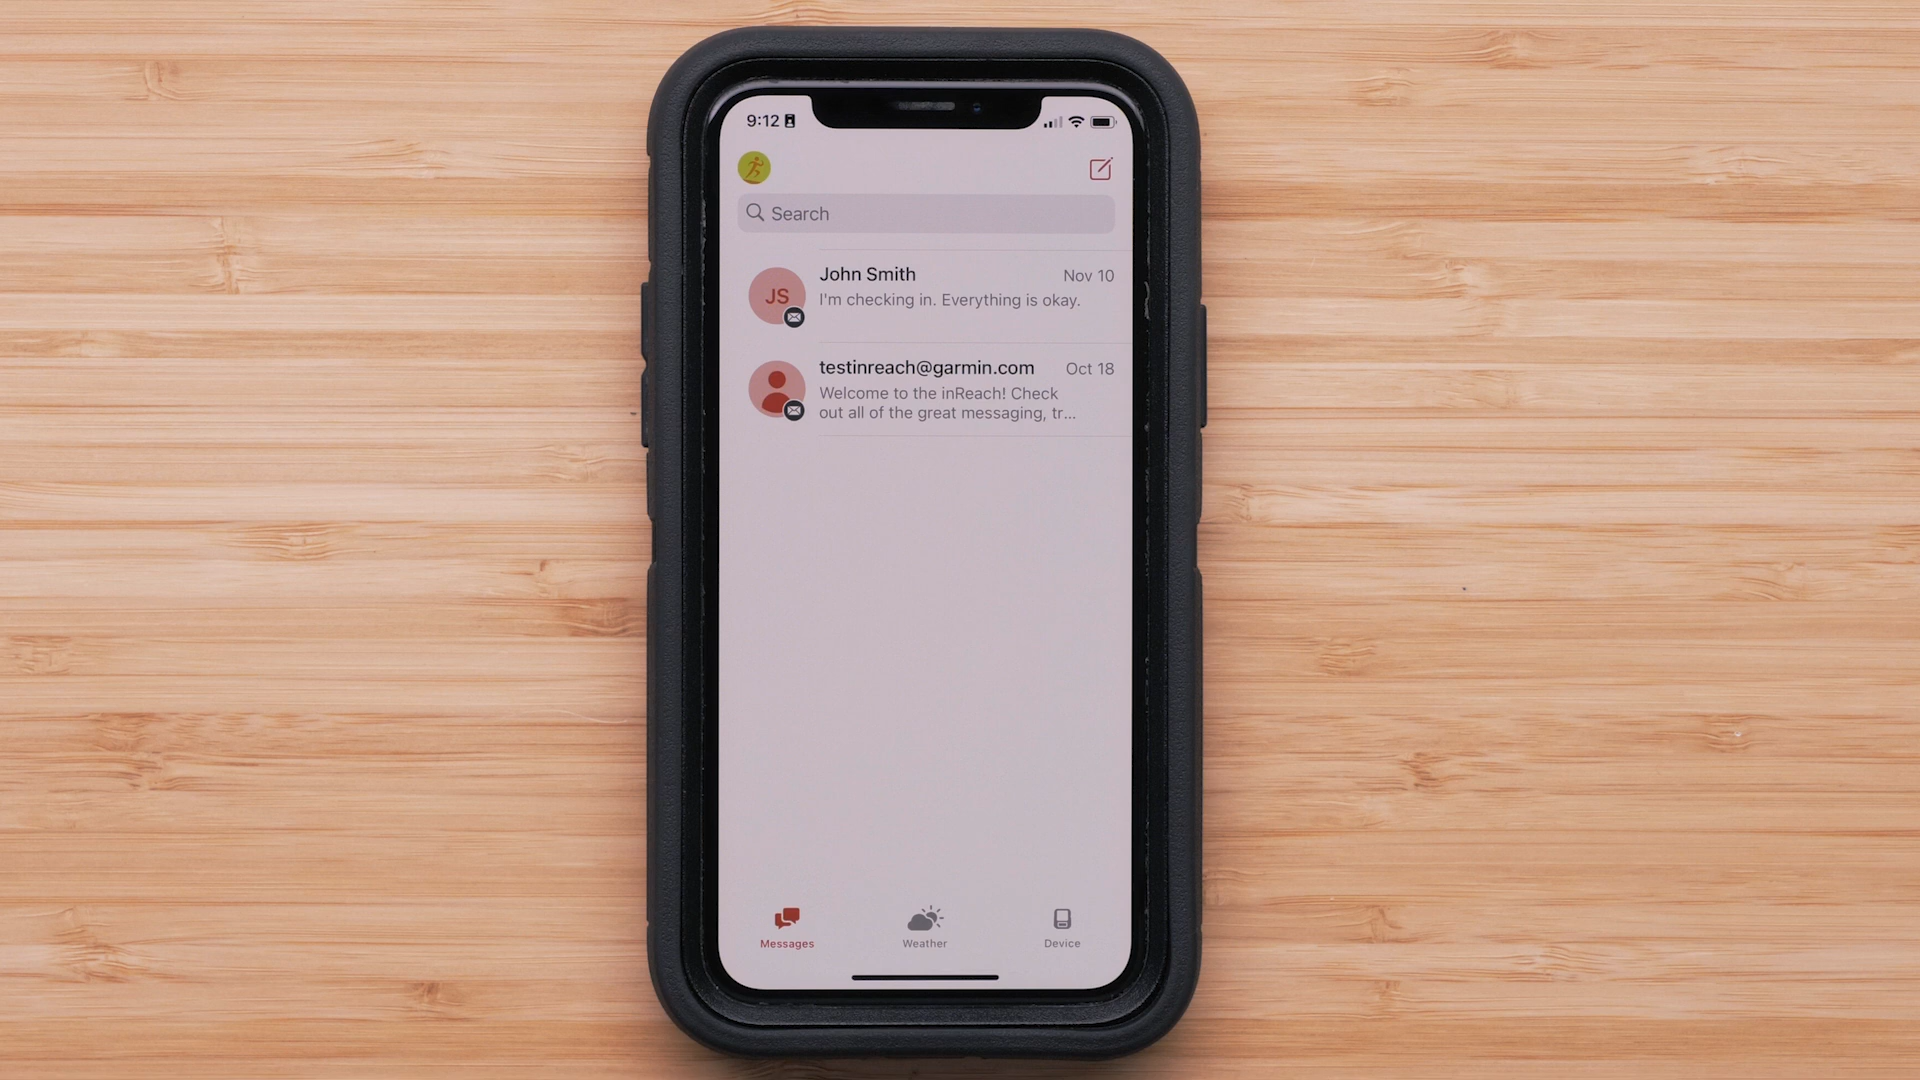 9:12
Search
John Smith Nov 10
I'm checking in. Everything is okay.
JS
testinreach@garmin.com Oct 18
Welcome to the inReach! Check
out all of the great messaging, tr...
Messages Weather Device